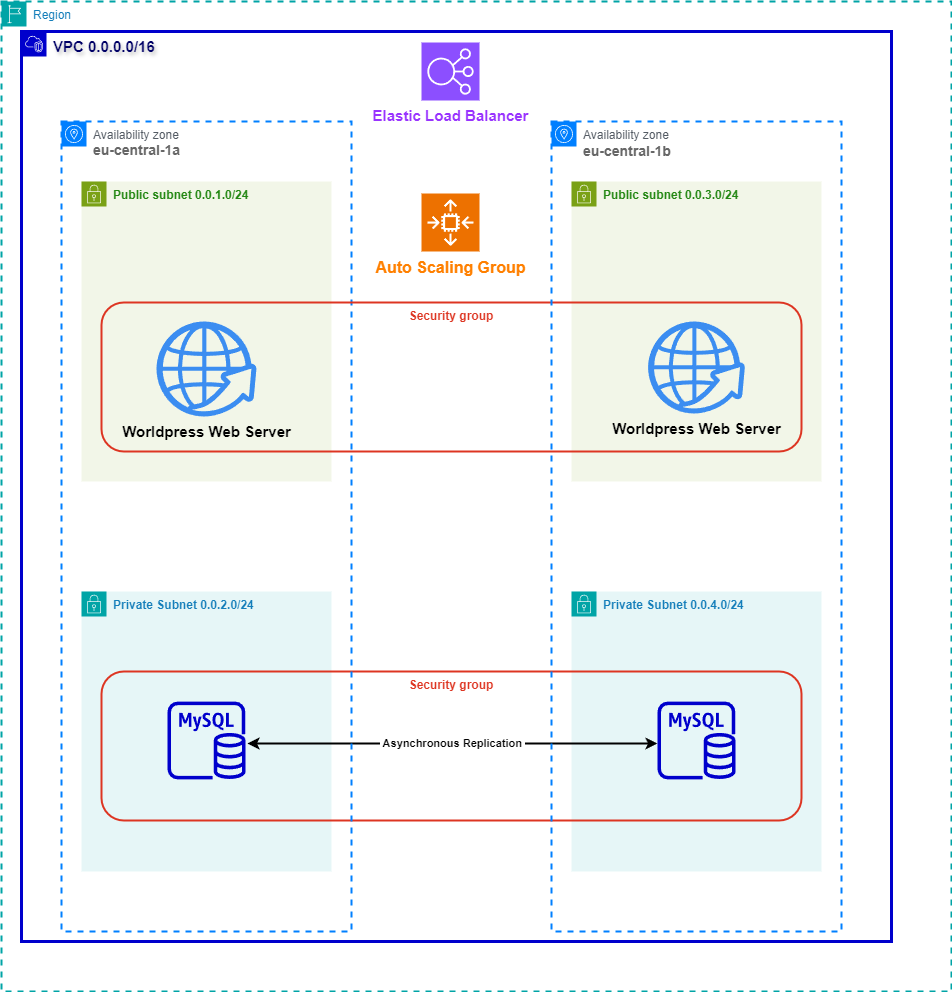 Region
VPC 0.0.0.0/16
Elastic Load Balancer
Availability zone
eu-central-1a
Availability zone
eu-central-1b
Public subnet 0.0.1.0/24
Public subnet 0.0.3.0/24
Auto Scaling Group
Security group
Worldpress Web Server
Worldpress Web Server
Private Subnet 0.0.2.0/24
Private Subnet 0.0.4.0/24
Security group
MySQL
MySQL
Asynchronous Replication